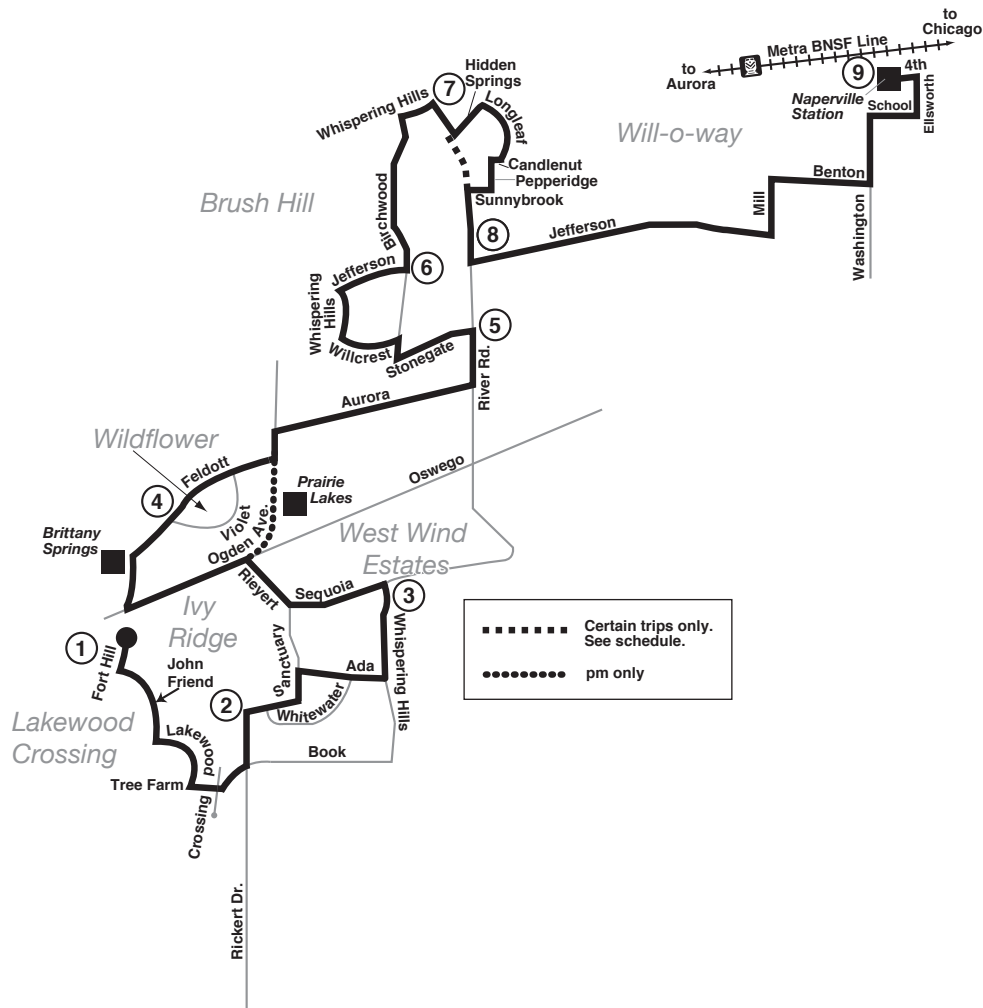 to
Chicago
Metra BNSF Line
to
Aurora
9
4th
Naperville
Station
School
Ellsworth
Hidden
Springs
7
Whispering Hills
Longleaf
Will-o-way
Candlenut
Pepperidge
Sunnybrook
Benton
Brush Hill
Birchwood
Mill
Washington
8
Jefferson
Jefferson
6
Whispering
Hills
Willcrest
Stonegate
5
River Rd.
Aurora
Wildflower
Feldott
Oswego
4
Prairie
Lakes
Violet
Ogden Ave.
Brittany
Springs
West Wind
Estates
Rieyert
Sequoia
3
Ivy
Ridge
1
Fort Hill
John
Friend
Sanctuary
Ada
Whispering Hills
2
Whitewater
Lakewood
Crossing
Lakewood
Book
Tree Farm
Crossing
Rickert Dr.
Certain trips only.
See schedule.
pm only